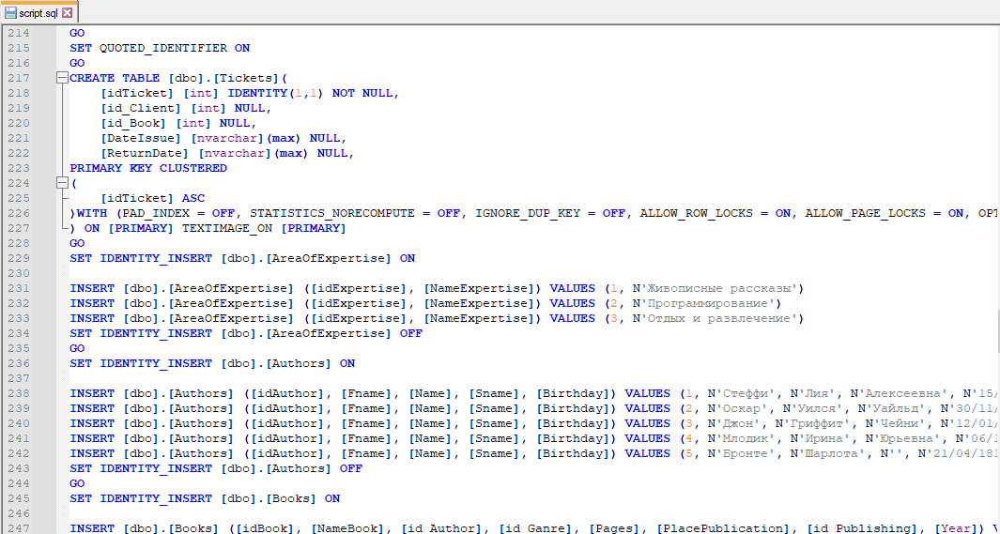 script.sql
214 GO
215 SET QUOTED_IDENTIFIER ON
216 GO
217 CREATE TABLE [dbo].[Tickets](
218 [idTicket] [int] IDENTITY(1,1) NOT NULL,
219 [id_Client] [int] NULL,
220 [id_Book] [int] NULL,
221 [DateIssue] [nvarchar](max) NULL,
222 [ReturnDate] [nvarchar](max) NULL,
223 PRIMARY KEY CLUSTERED
224 (
225 [idTicket] ASC
226 )WITH (PAD_INDEX = OFF, STATISTICS_NORECOMPUTE = OFF, IGNORE_DUP_KEY = OFF, ALLOW_ROW_LOCKS = ON, ALLOW_PAGE_LOCKS = ON, OPT
227 ) ON [PRIMARY] TEXTIMAGE_ON [PRIMARY]
228 GO
229 SET IDENTITY_INSERT [dbo].[AreaOfExpertise] ON
230
231 INSERT [dbo].[AreaOfExpertise] ([idExpertise], [NameExpertise]) VALUES (1, N'Живописные рассказы')
232 INSERT [dbo].[AreaOfExpertise] ([idExpertise], [NameExpertise]) VALUES (2, N'Программирование')
233 INSERT [dbo].[AreaOfExpertise] ([idExpertise], [NameExpertise]) VALUES (3, N'Отдых и развлечение')
234 SET IDENTITY_INSERT [dbo].[AreaOfExpertise] OFF
235 GO
236 SET IDENTITY_INSERT [dbo].[Authors] ON
237
238 INSERT [dbo].[Authors] ([idAuthor], [Fname], [Name], [Sname], [Birthday]) VALUES (1, N'Стеффи', N'Лия', N'Алексеевна', N'15/
239 INSERT [dbo].[Authors] ([idAuthor], [Fname], [Name], [Sname], [Birthday]) VALUES (2, N'Оскар', N'Уился', N'Уайльд', N'30/11/
240 INSERT [dbo].[Authors] ([idAuthor], [Fname], [Name], [Sname], [Birthday]) VALUES (3, N'Джон', N'Гриффит', N'Чейни', N'12/01/
241 INSERT [dbo].[Authors] ([idAuthor], [Fname], [Name], [Sname], [Birthday]) VALUES (4, N'Млодик', N'Ирина', N'Юрьевна', N'06/1
242 INSERT [dbo].[Authors] ([idAuthor], [Fname], [Name], [Sname], [Birthday]) VALUES (5, N'Бронте', N'Шарлота', N'', N'21/04/181
243 SET IDENTITY_INSERT [dbo].[Authors] OFF
244 GO
245 SET IDENTITY_INSERT [dbo].[Books] ON
246
247 INSERT [dbo].[Books] ([idBook], [NameBook], [id_Author], [id_Genre], [Pages], [PlacePublication], [id_Publishing], [Year]) V